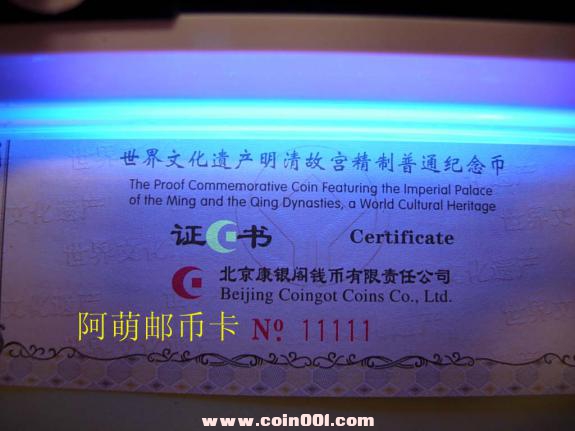 世界文化遗产明清故宫精制普通纪念币
The Proof Commemorative Coin Featuring the Imperial Palace
of the Ming and the Qing Dynasties, a World Cultural Heritage
证书 Certificate
北京康银阁钱币有限责任公司
Beijing Coingot Coins Co., Ltd.
阿萌邮币卡 Nº 11111
www.coin001.com